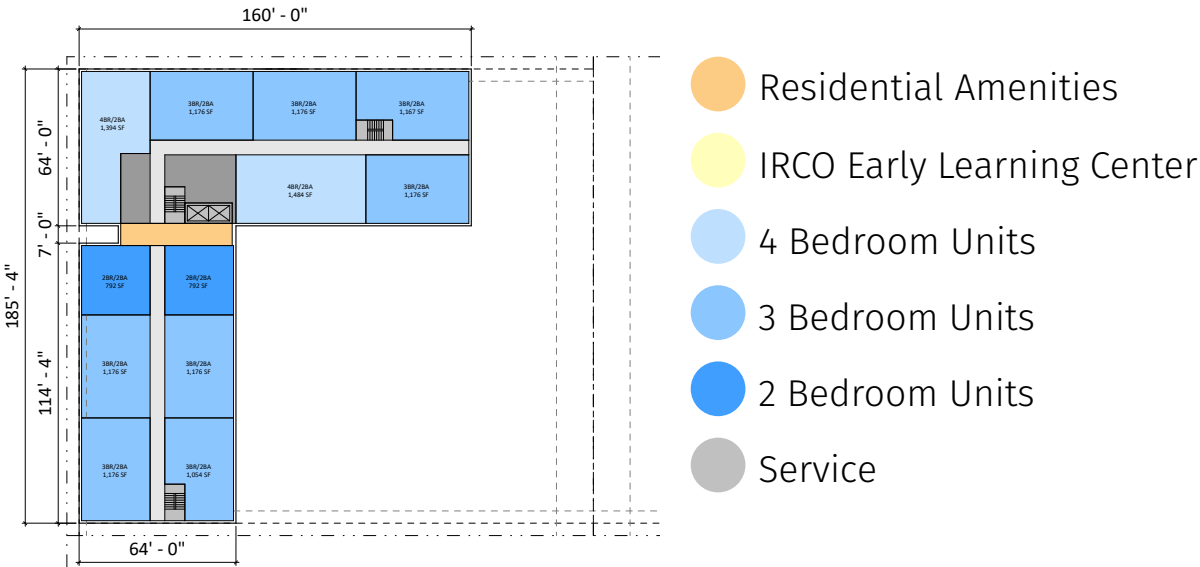 160' - 0"
185' - 4"
64' - 0"
7' - 0"
114' - 4"
64' - 0"
4BR/2BA
1,394 SF
3BR/2BA
1,176 SF
3BR/2BA
1,176 SF
3BR/2BA
1,167 SF
4BR/2BA
1,484 SF
3BR/2BA
1,176 SF
2BR/2BA
792 SF
2BR/2BA
792 SF
3BR/2BA
1,176 SF
3BR/2BA
1,176 SF
3BR/2BA
1,176 SF
3BR/2BA
1,054 SF
Residential Amenities
IRCO Early Learning Center
4 Bedroom Units
3 Bedroom Units
2 Bedroom Units
Service